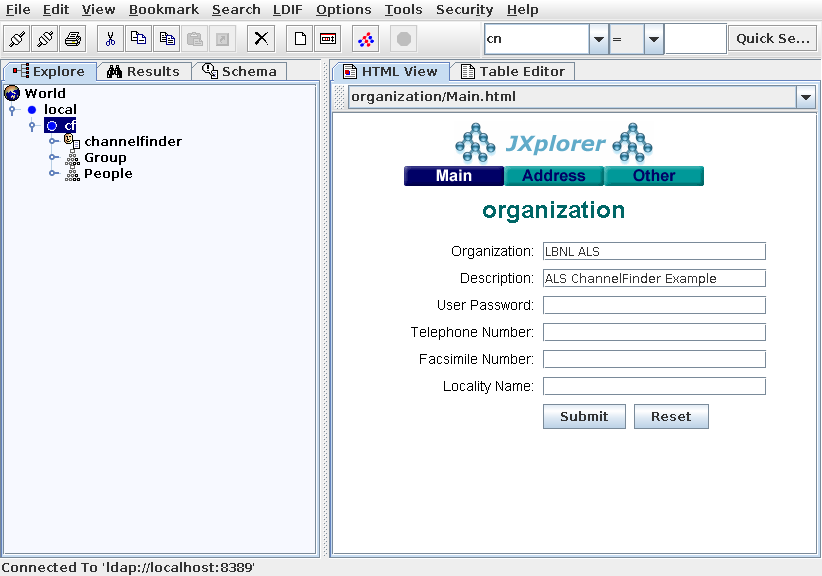 File Edit View Bookmark Search LDIF Options Tools Security Help
cn = Quick Se...
Explore Results Schema
HTML View Table Editor
World
local
cf
channelfinder
Group
People
organization/Main.html
JXplorer
Main Address Other
organization
Organization: LBNL ALS
Description: ALS ChannelFinder Example
User Password:
Telephone Number:
Facsimile Number:
Locality Name:
Submit Reset
Connected To 'ldap://localhost:8389'